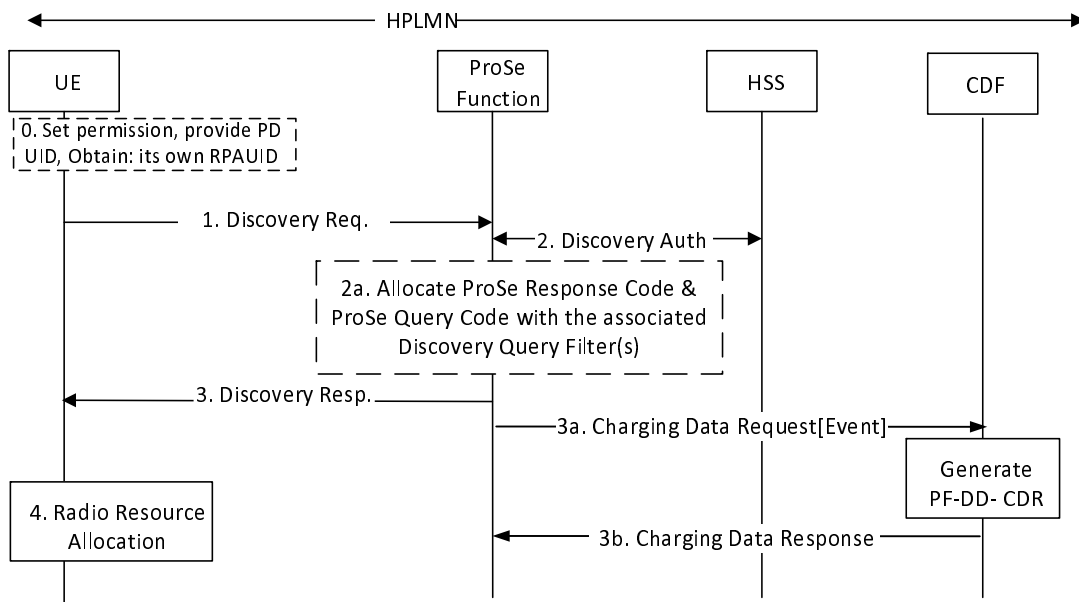 HPLMN
UE
ProSe
Function
HSS
CDF
0. Set permission, provide PD
UID, Obtain: its own RPAUID
1. Discovery Req.
2. Discovery Auth
2a. Allocate ProSe Response Code &
ProSe Query Code with the associated
Discovery Query Filter(s)
3. Discovery Resp.
3a. Charging Data Request[Event]
Generate
PF-DD- CDR
4. Radio Resource
Allocation
3b. Charging Data Response